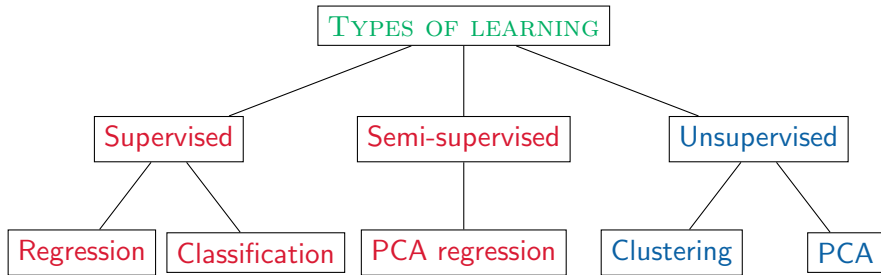 Types of learning
Supervised
Semi-supervised
Unsupervised
Regression
Classification
PCA regression
Clustering
PCA